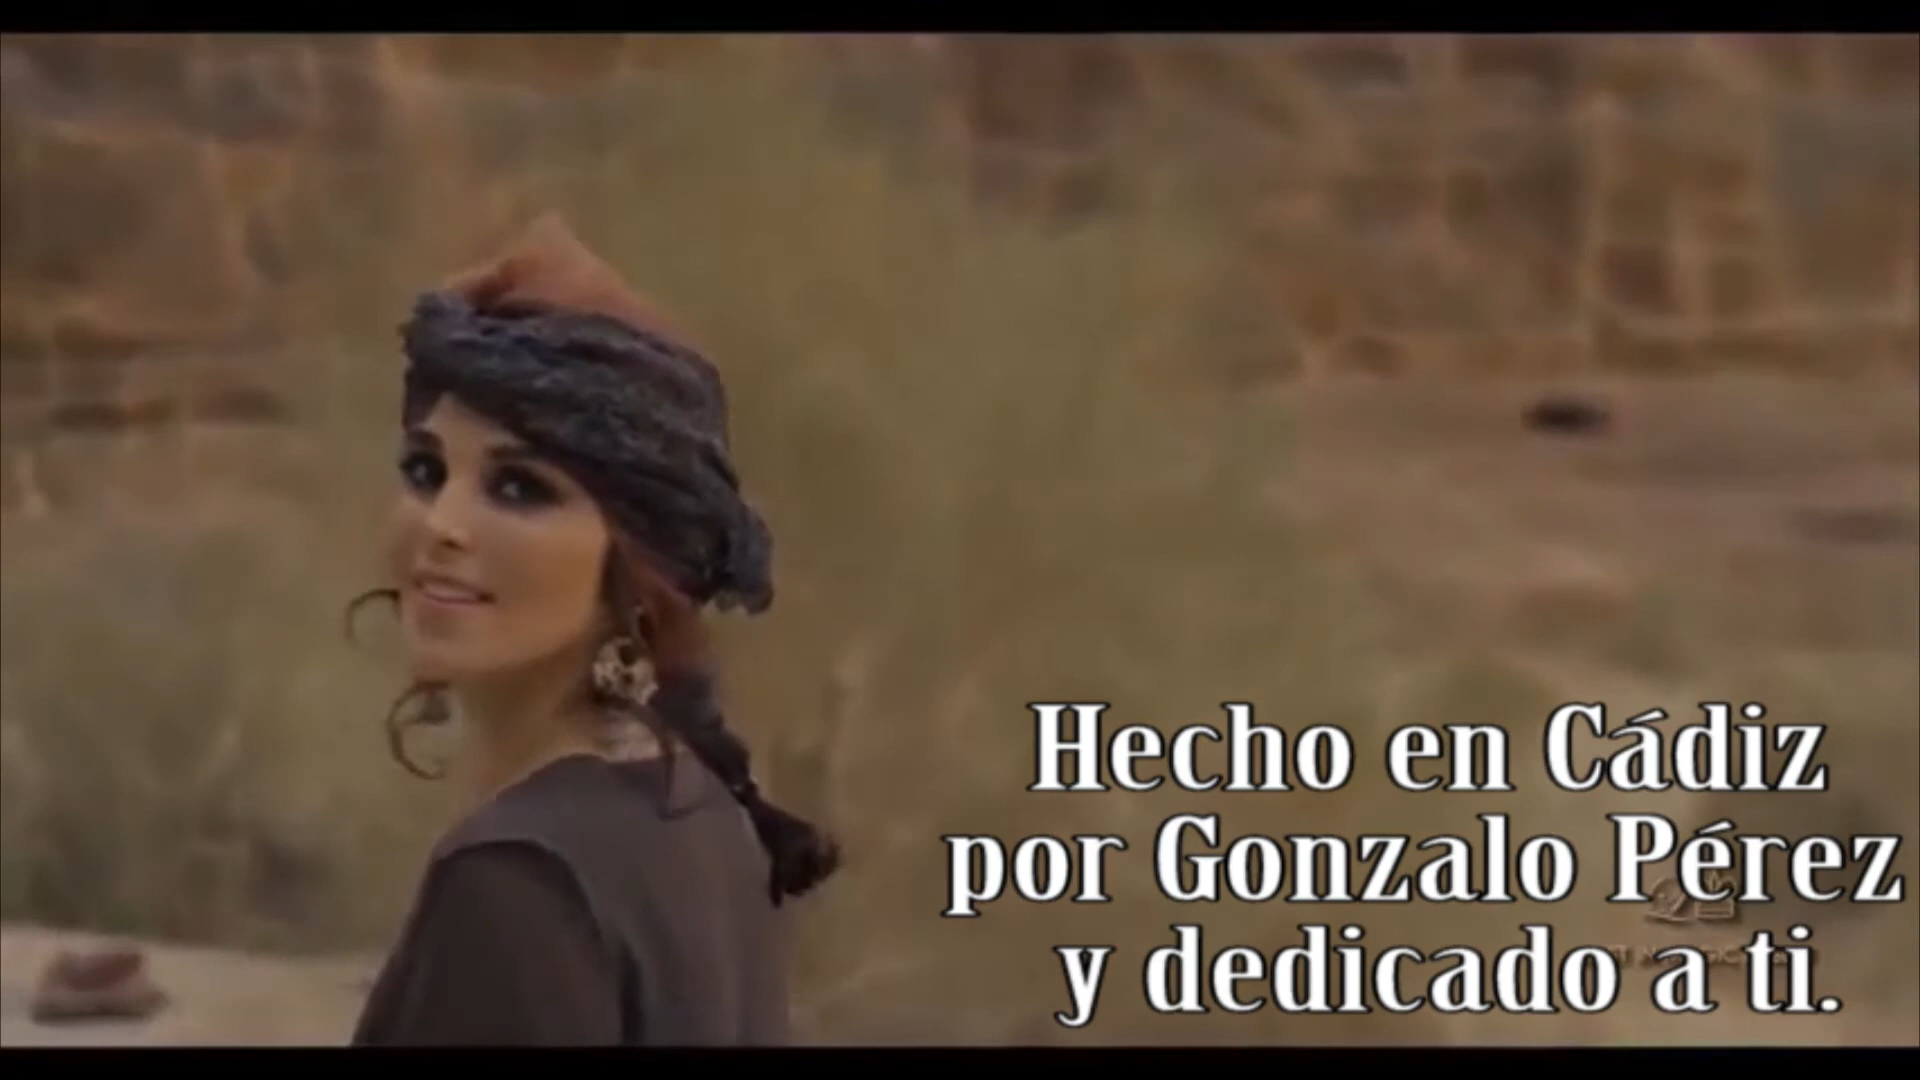 Hecho en Cádiz
por Gonzalo Pérez
y dedicado a ti.